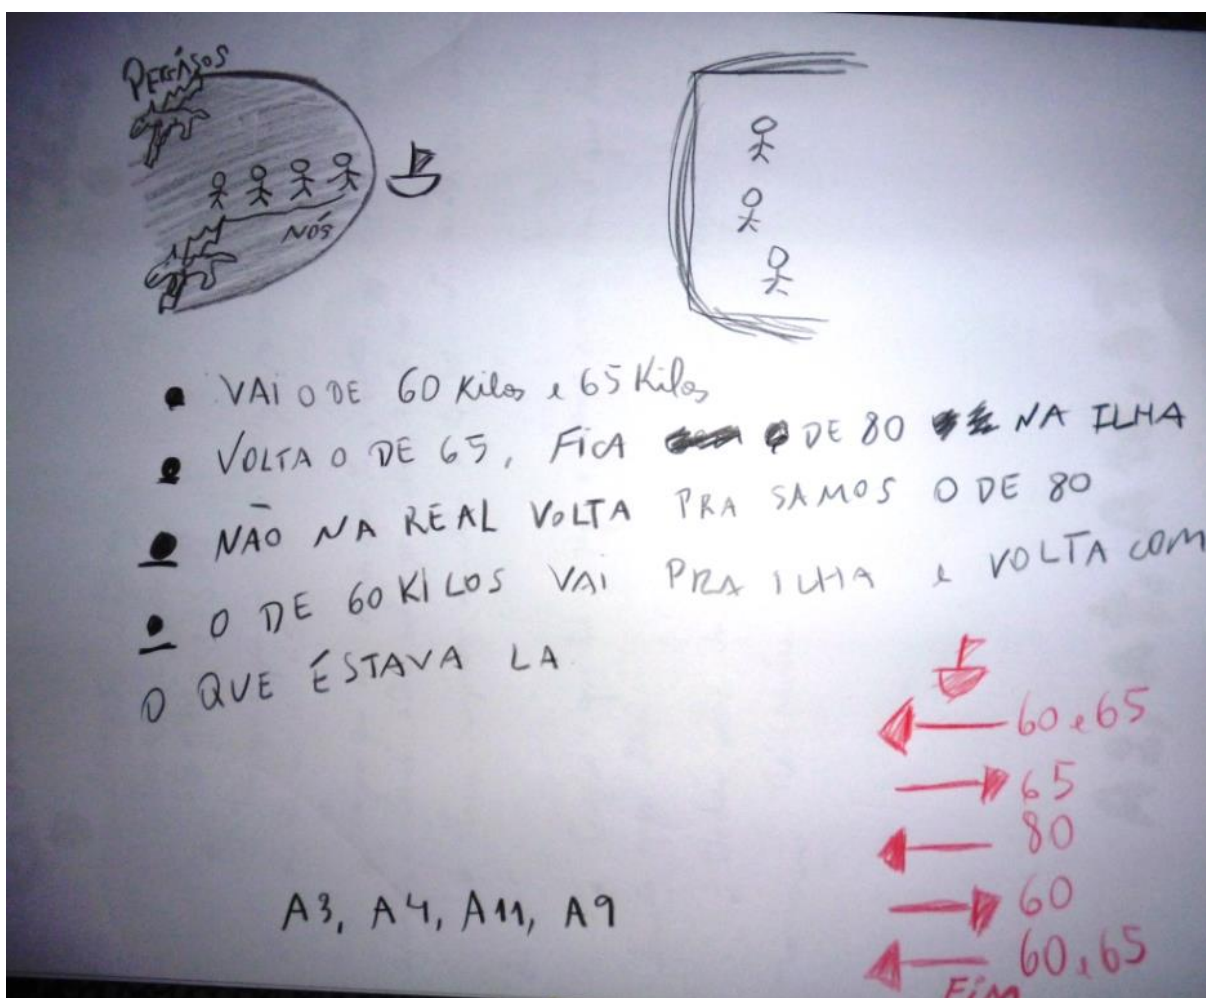 PEGÁSOS
NÓS
VAI O DE 60 Kilos e 65 Kilos
VOLTA O DE 65, FICA O DE 80 NA ILHA
NÃO NA REAL VOLTA PRA SAMOS O DE 80
O DE 60 KILOS VAI PRA ILHA e VOLTA COM
O QUE ÉSTAVA LA
60 e 65
65
80
60
60 e 65
FIM
A3, A4, A11, A9